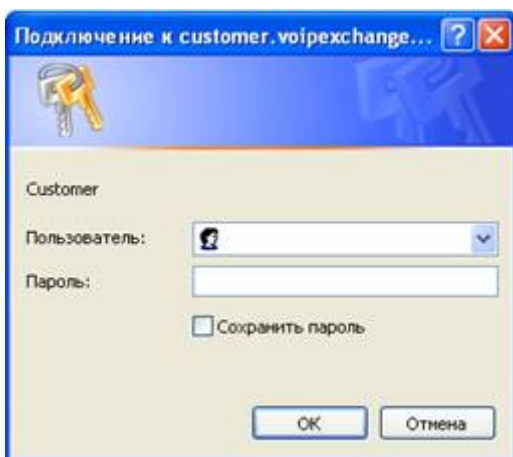 Подключение к customer.voipexchange...
Customer
Пользователь:
Пароль:
Сохранить пароль
OK
Отмена